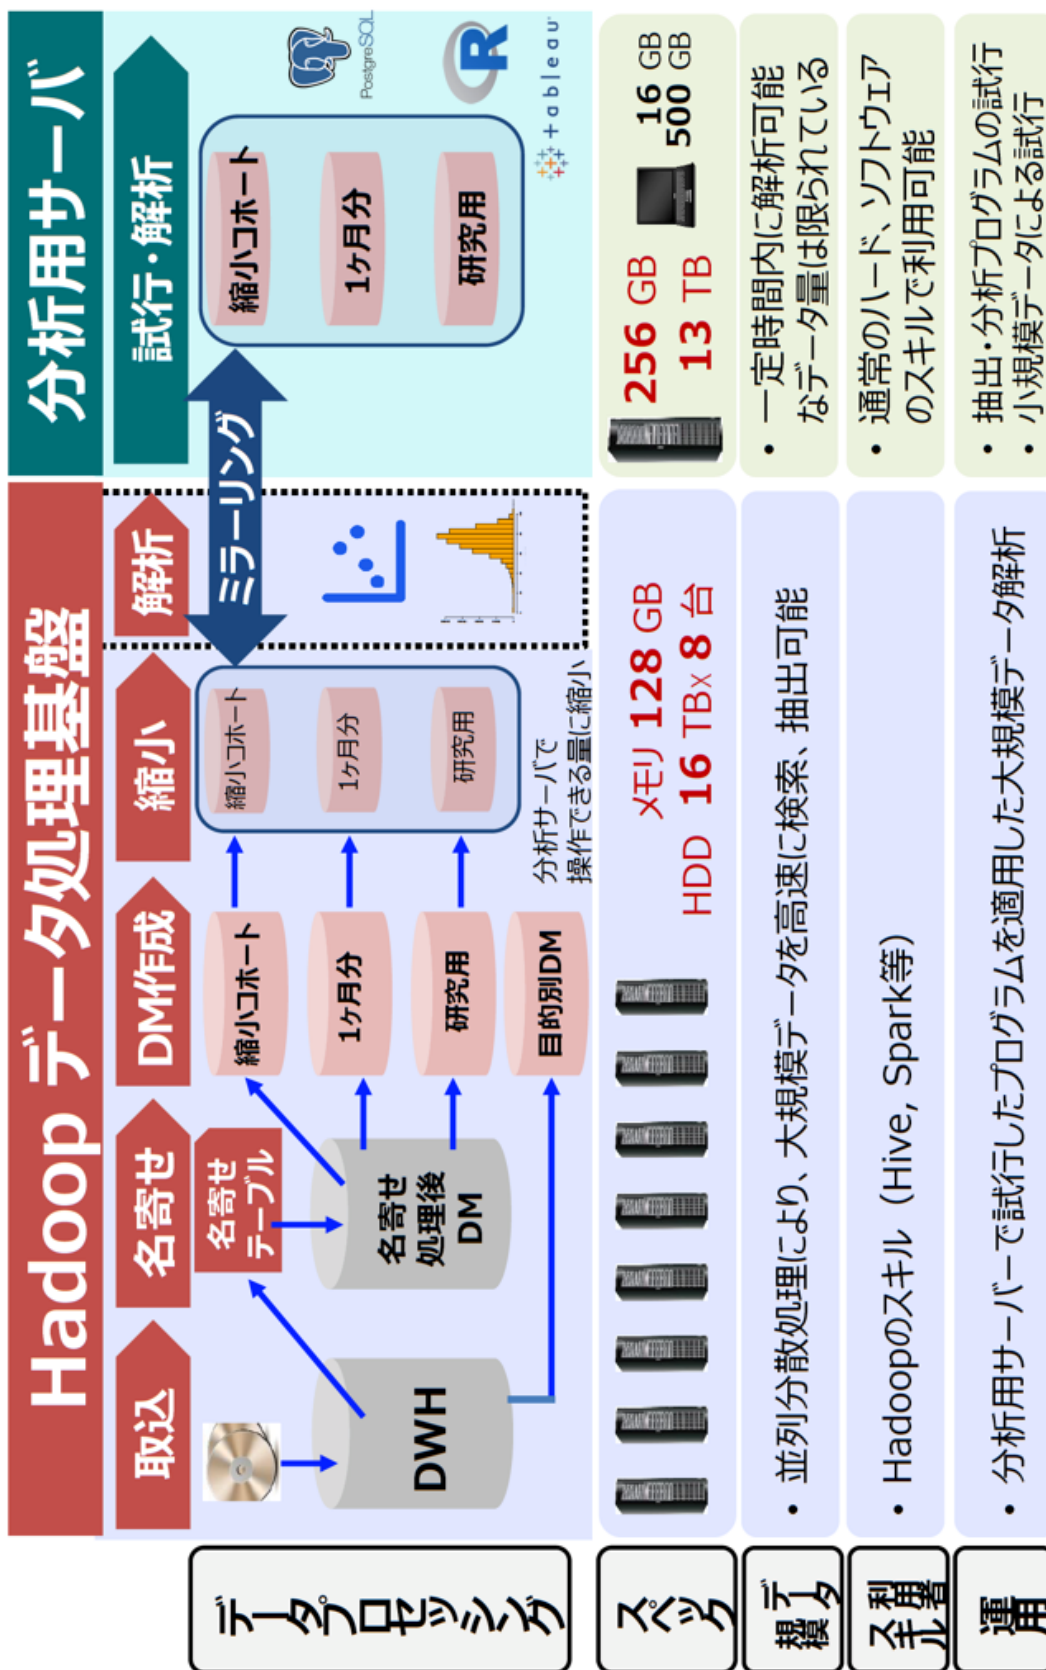 Hadoop データ処理基盤
分析用サーバ
取込
名寄せ
DM作成
縮小
解析
試行・解析
データプロセッシング
DWH
名寄せ
テーブル
名寄せ
処理後
DM
縮小コホート
1ヶ月分
研究用
目的別DM
縮小コホート
1ヶ月分
研究用
分析サーバで
操作できる量に縮小
ミラーリング
縮小コホート
1ヶ月分
研究用
PostgreSQL
R
+ableau
スペック
メモリ 128 GB
HDD 16 TBx 8 台
256 GB
13 TB
16 GB
500 GB
データ
規模
• 並列分散処理により、大規模データを高速に検索、抽出可能
• 一定時間内に解析可能
なデータ量は限られている
利用者
スキル
• Hadoopのスキル（Hive, Spark等）
• 通常のハード、ソフトウェア
のスキルで利用可能
運用
• 分析用サーバーで試行したプログラムを適用した大規模データ解析
• 抽出・分析プログラムの試行
• 小規模データによる試行